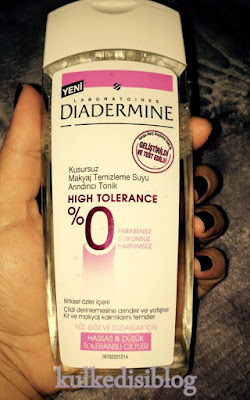 YENİ
LABORATOIRES
DIADERMINE
GELİŞTİRİLDİ
VE TEST EDİLDİ
Kusursuz
Makyaj Temizleme Suyu
Arındırıcı Tonik
HIGH TOLERANCE
%0
PARABENSİZ
SİLİKONSUZ
PARFÜMSÜZ
Bitkisel özler içerir
Cildi derinlemesine arındırır ve yatıştırır
Kir ve makyaj kalıntılarını temizler
YÜZ, GÖZ VE DUDAKLAR İÇİN
HASSAS & DÜŞÜK
TOLERANSLI CİLTLER
kulkedisiblog